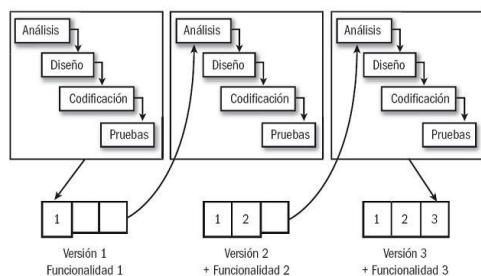 Análisis
Diseño
Codificación
Pruebas
Análisis
Diseño
Codificación
Pruebas
Análisis
Diseño
Codificación
Pruebas
1
1 2
1 2 3
Versión 1
Funcionalidad 1
Versión 2
+ Funcionalidad 2
Versión 3
+ Funcionalidad 3